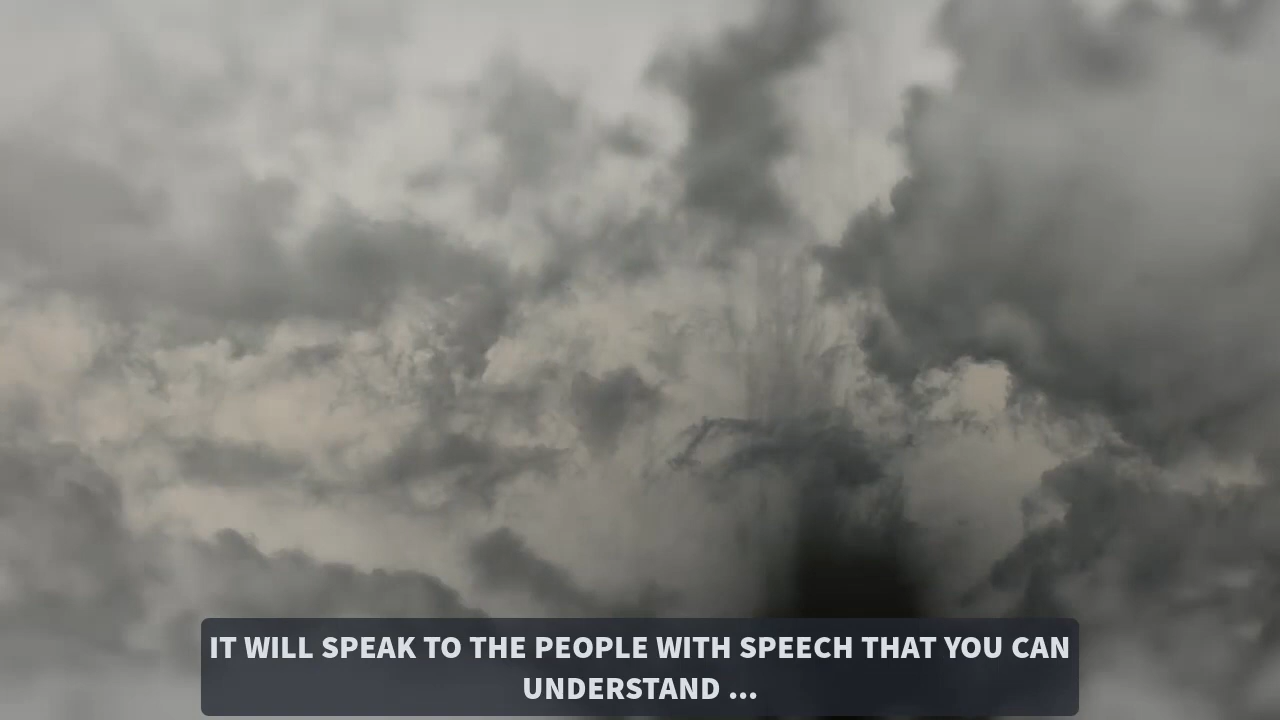 IT WILL SPEAK TO THE PEOPLE WITH SPEECH THAT YOU CAN
UNDERSTAND ...